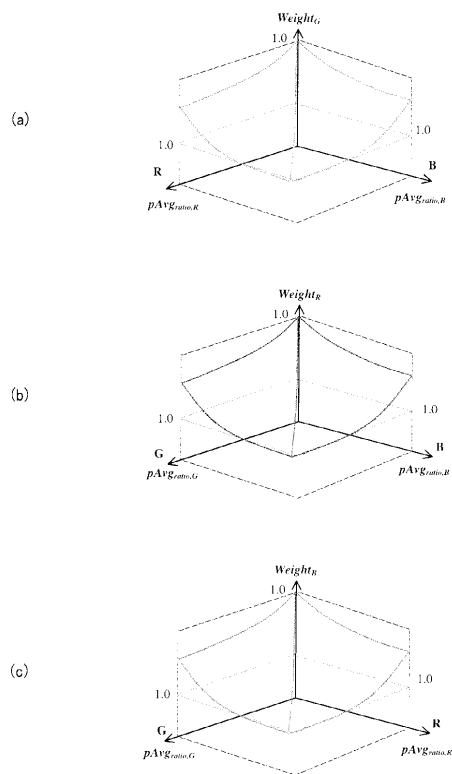 (a)
Weight_G
1.0
1.0
1.0
R
B
pAvg_ratio,R
pAvg_ratio,B
(b)
Weight_R
1.0
1.0
1.0
G
B
pAvg_ratio,G
pAvg_ratio,B
(c)
Weight_B
1.0
1.0
1.0
G
R
pAvg_ratio,G
pAvg_ratio,R